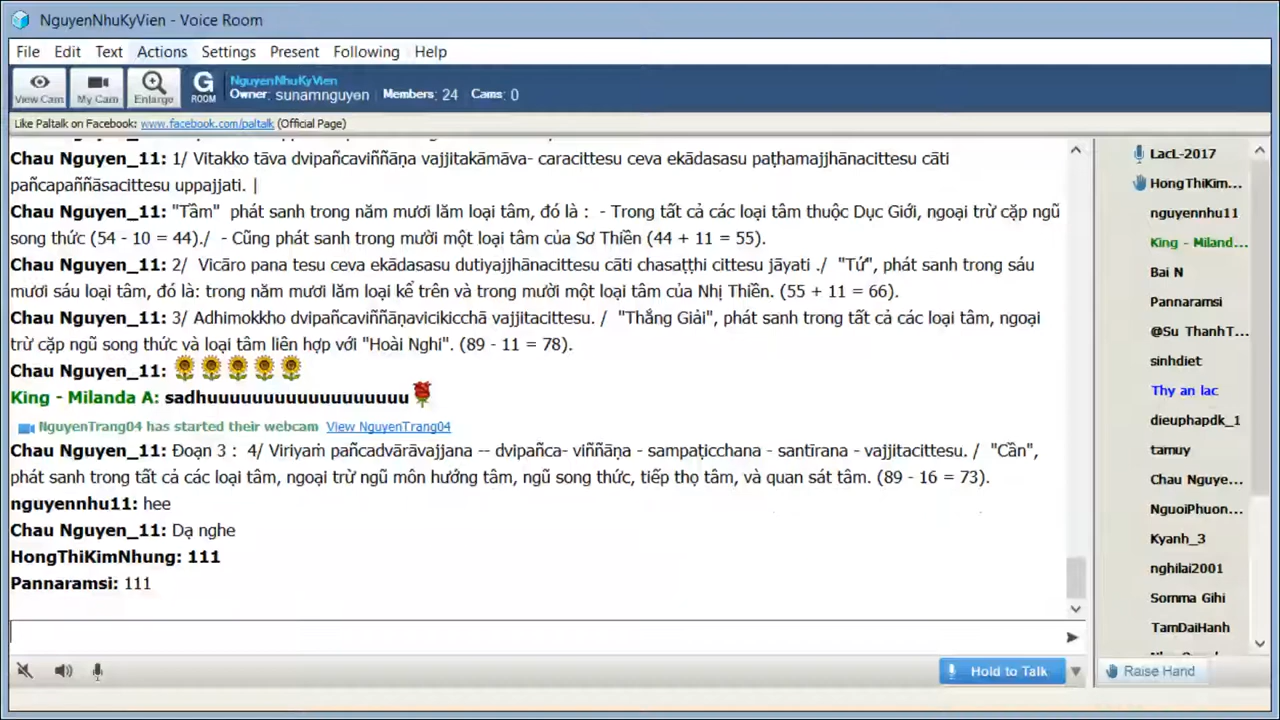 NguyenNhuKyVien - Voice Room
File Edit Text Actions Settings Present Following Help
View Cam My Cam Enlarge G ROOM
NguyenNhuKyVien
Owner: sunamnguyen Members: 24 Cams: 0
Like Paltalk on Facebook: www.facebook.com/paltalk (Official Page)
Chau Nguyen_11: 1/ Vitakko tāva dvipañcaviññāṇa vajjitakāmāva- caracittesu ceva ekādasasu paṭhamajjhānacittesu cāti
pañcapaññāsacittesu uppajjati. |
Chau Nguyen_11: "Tầm" phát sanh trong năm mươi lăm loại tâm, đó là : - Trong tất cả các loại tâm thuộc Dục Giới, ngoại trừ cặp ngũ
song thức (54 - 10 = 44)./ - Cũng phát sanh trong mười một loại tâm của Sơ Thiền (44 + 11 = 55).
Chau Nguyen_11: 2/ Vicāro pana tesu ceva ekādasasu dutiyajjhānacittesu cāti chasaṭṭhi cittesu jāyati ./ "Tứ", phát sanh trong sáu
mươi sáu loại tâm, đó là: trong năm mươi lăm loại kể trên và trong mười một loại tâm của Nhị Thiền. (55 + 11 = 66).
Chau Nguyen_11: 3/ Adhimokkho dvipañcaviññāṇavicikicchā vajjitacittesu. / "Thắng Giải", phát sanh trong tất cả các loại tâm, ngoại
trừ cặp ngũ song thức và loại tâm liên hợp với "Hoài Nghi". (89 - 11 = 78).
Chau Nguyen_11:
King - Milanda A: sadhuuuuuuuuuuuuuuuuuu
NguyenTrang04 has started their webcam View NguyenTrang04
Chau Nguyen_11: Đoạn 3 : 4/ Viriyaṁ pañcadvārāvajjana -- dvipañca- viññāṇa - sampaṭicchana - santīrana - vajjitacittesu. / "Cần",
phát sanh trong tất cả các loại tâm, ngoại trừ ngũ môn hướng tâm, ngũ song thức, tiếp thọ tâm, và quan sát tâm. (89 - 16 = 73).
nguyennhu11: hee
Chau Nguyen_11: Dạ nghe
HongThiKimNhung: 111
Pannaramsi: 111
Hold to Talk
LacL-2017
HongThiKim...
nguyennhu11
King - Miland...
Bai N
Pannaramsi
@Su ThanhT...
sinhdiet
Thy an lac
dieuphapdk_1
tamuy
Chau Nguye...
NguoiPhuon...
Kyanh_3
nghilai2001
Somma Gihi
TamDaiHanh
Raise Hand